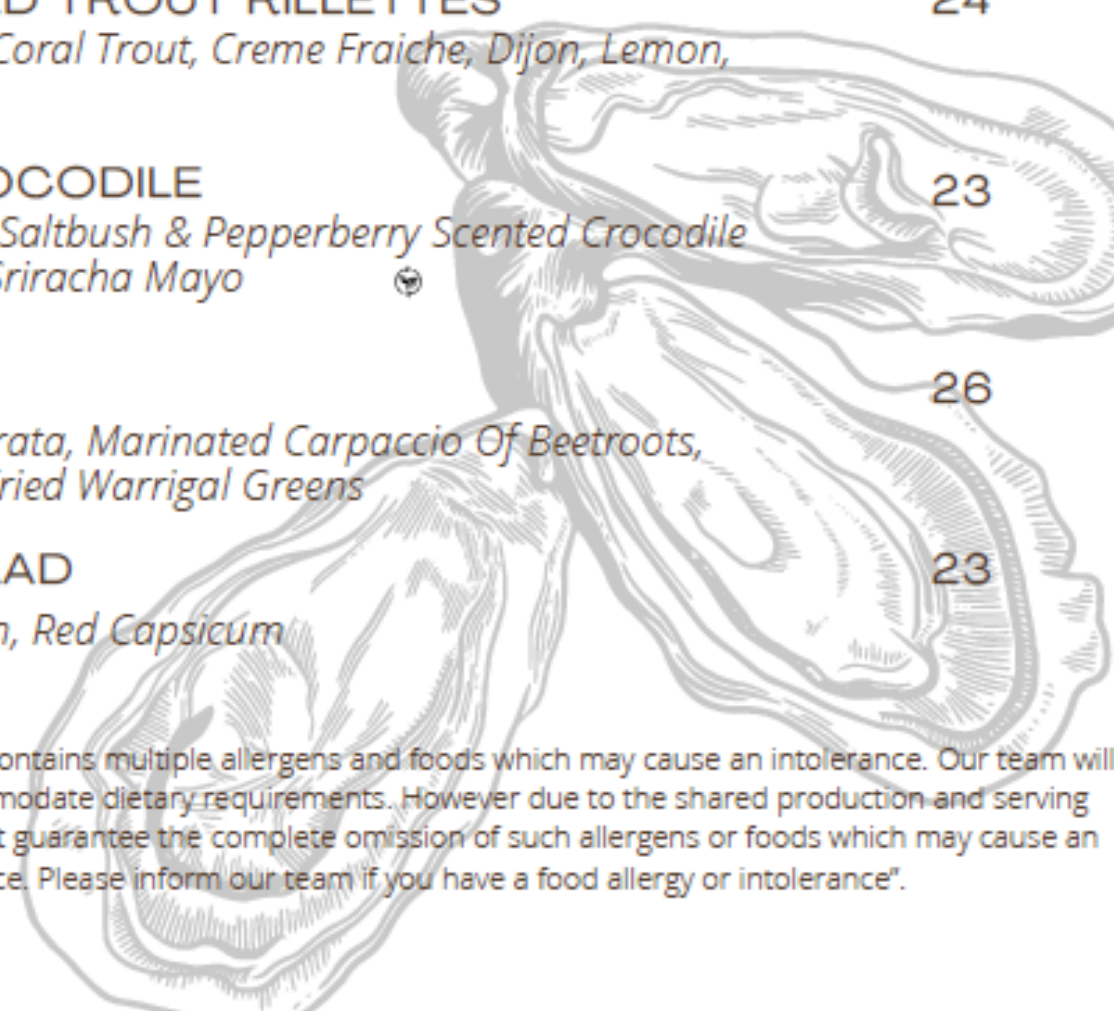 TROUT RILLETTES 24
Coral Trout, Creme Fraiche, Dijon, Lemon,
OCODILE 23
Saltbush & Pepperberry Scented Crocodile
Sriracha Mayo
26
rata, Marinated Carpaccio Of Beetroots,
ried Warrigal Greens
AD 23
n, Red Capsicum
ontains multiple allergens and foods which may cause an intolerance. Our team will
modate dietary requirements. However due to the shared production and serving
t guarantee the complete omission of such allergens or foods which may cause an
ce. Please inform our team if you have a food allergy or intolerance”.